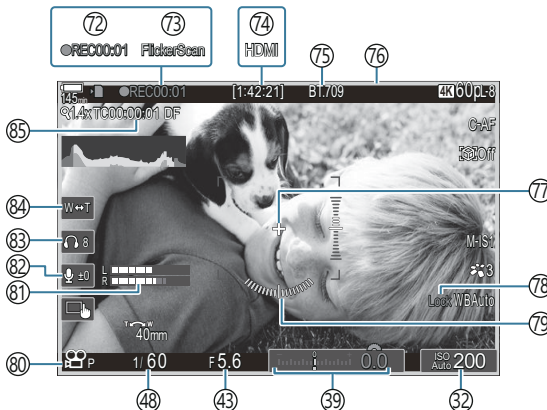 72 73 74
●REC00:01 FlickerScan HDMI
75 76
145min ●REC00:01 [1:42:21] BT.709 4K 60p L-8
1.4x TC00:00:01 DF
C-AF
Off
85
77
84 W↔T
83 8
M-IS1
82 ±0
L
R
3
81
78
Lock WBAuto
79
T W
40mm
80 P 1/60 F5.6 0 0.0 ISO Auto 200
48 43 39 32